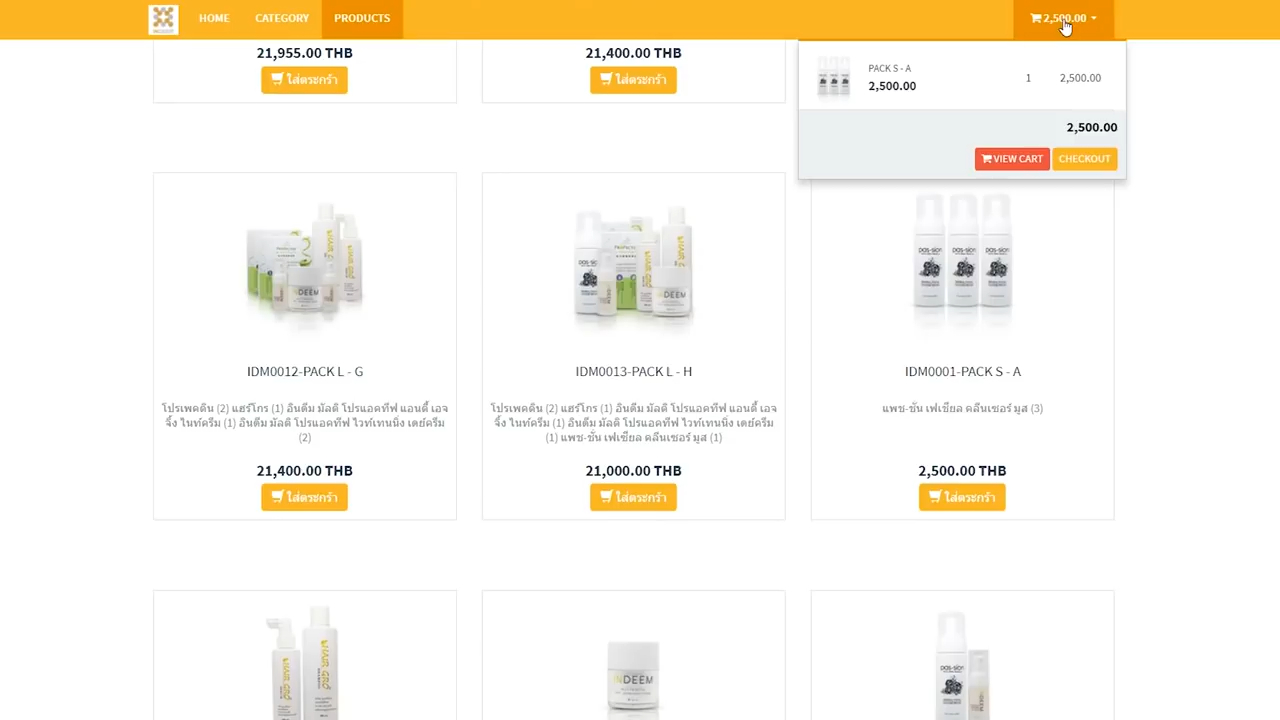 HOME CATEGORY PRODUCTS 2,500.00
21,955.00 THB
ใส่ตระกร้า
21,400.00 THB
ใส่ตระกร้า
PACK S - A
2,500.00
1
2,500.00
2,500.00
VIEW CART CHECKOUT
IDM0012-PACK L - G
โปรเพคติน (2) แฮร์โกร (1) อินดีม มัลติ โปรแอคทีฟ แอนตี้ เอจ
จิ้ง ไนท์ครีม (1) อินดีม มัลติ โปรแอคทีฟ ไวท์เทนนิ่ง เดย์ครีม
(2)
21,400.00 THB
ใส่ตระกร้า
IDM0013-PACK L - H
โปรเพคติน (2) แฮร์โกร (1) อินดีม มัลติ โปรแอคทีฟ แอนตี้ เอจ
จิ้ง ไนท์ครีม (1) อินดีม มัลติ โปรแอคทีฟ ไวท์เทนนิ่ง เดย์ครีม
(1) แพช-ชั่น เฟเชียล คลีนเซอร์ มูส (1)
21,000.00 THB
ใส่ตระกร้า
IDM0001-PACK S - A
แพช-ชั่น เฟเชียล คลีนเซอร์ มูส (3)
2,500.00 THB
ใส่ตระกร้า
HAIR GRO
INDEEM
pas-sion